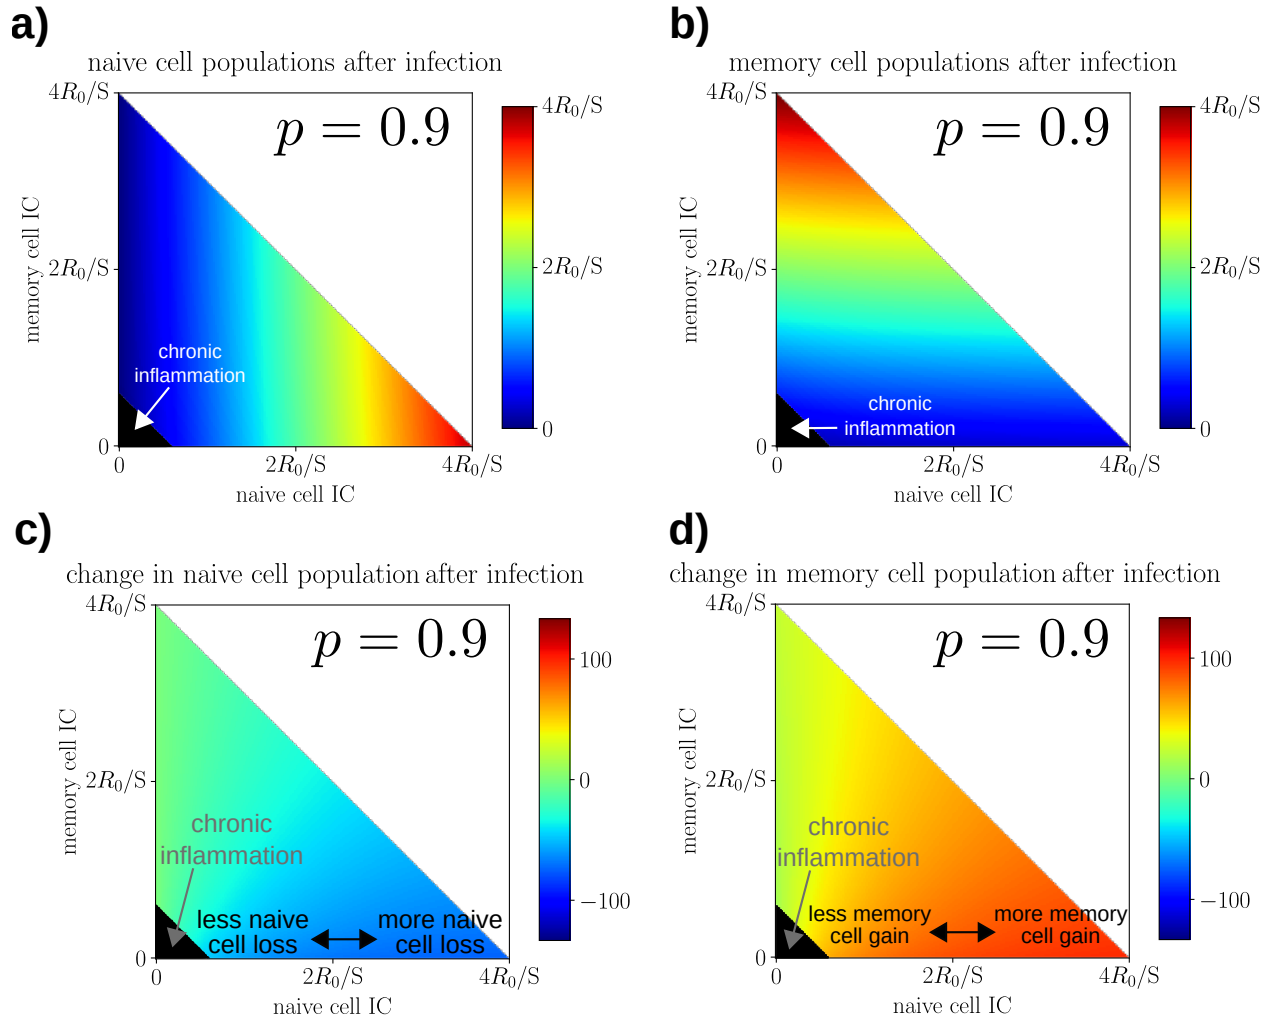 a)
naive cell populations after infection
4R₀/S
p = 0.9
4R₀/S
memory cell IC
2R₀/S
2R₀/S
chronic
inflammation
0
0
0
2R₀/S
4R₀/S
naive cell IC
b)
memory cell populations after infection
4R₀/S
p = 0.9
4R₀/S
memory cell IC
2R₀/S
2R₀/S
chronic
inflammation
0
0
0
2R₀/S
4R₀/S
naive cell IC
c)
change in naive cell population after infection
4R₀/S
p = 0.9
100
memory cell IC
2R₀/S
0
chronic
inflammation
−100
less naive
cell loss
more naive
cell loss
0
0
2R₀/S
4R₀/S
naive cell IC
d)
change in memory cell population after infection
4R₀/S
p = 0.9
100
memory cell IC
2R₀/S
0
chronic
inflammation
−100
less memory
cell gain
more memory
cell gain
0
0
2R₀/S
4R₀/S
naive cell IC